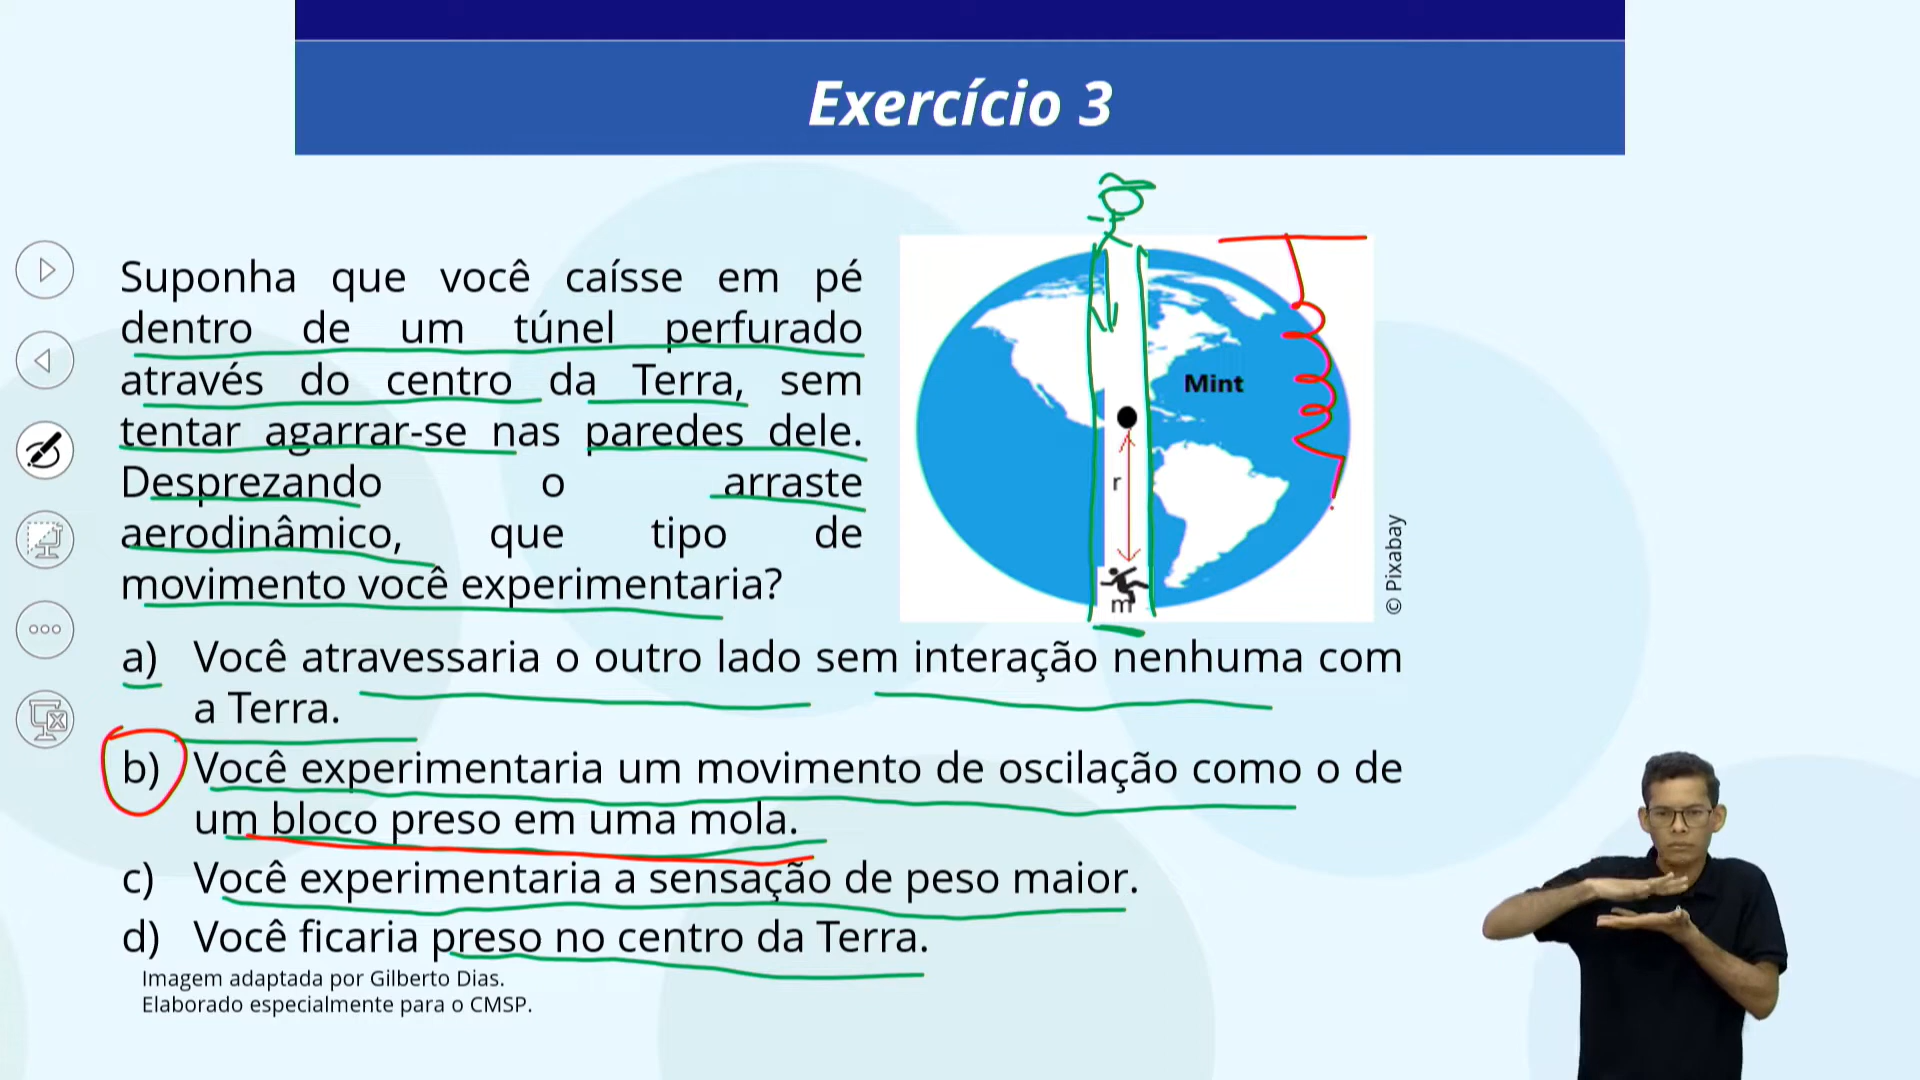 Exercício 3
Suponha que você caísse em pé
dentro de um túnel perfurado
através do centro da Terra, sem
tentar agarrar-se nas paredes dele.
Desprezando o arraste
aerodinâmico, que tipo de
movimento você experimentaria?
Mint
r
m
© Pixabay
a) Você atravessaria o outro lado sem interação nenhuma com
a Terra.
b) Você experimentaria um movimento de oscilação como o de
um bloco preso em uma mola.
c) Você experimentaria a sensação de peso maior.
d) Você ficaria preso no centro da Terra.
Imagem adaptada por Gilberto Dias.
Elaborado especialmente para o CMSP.